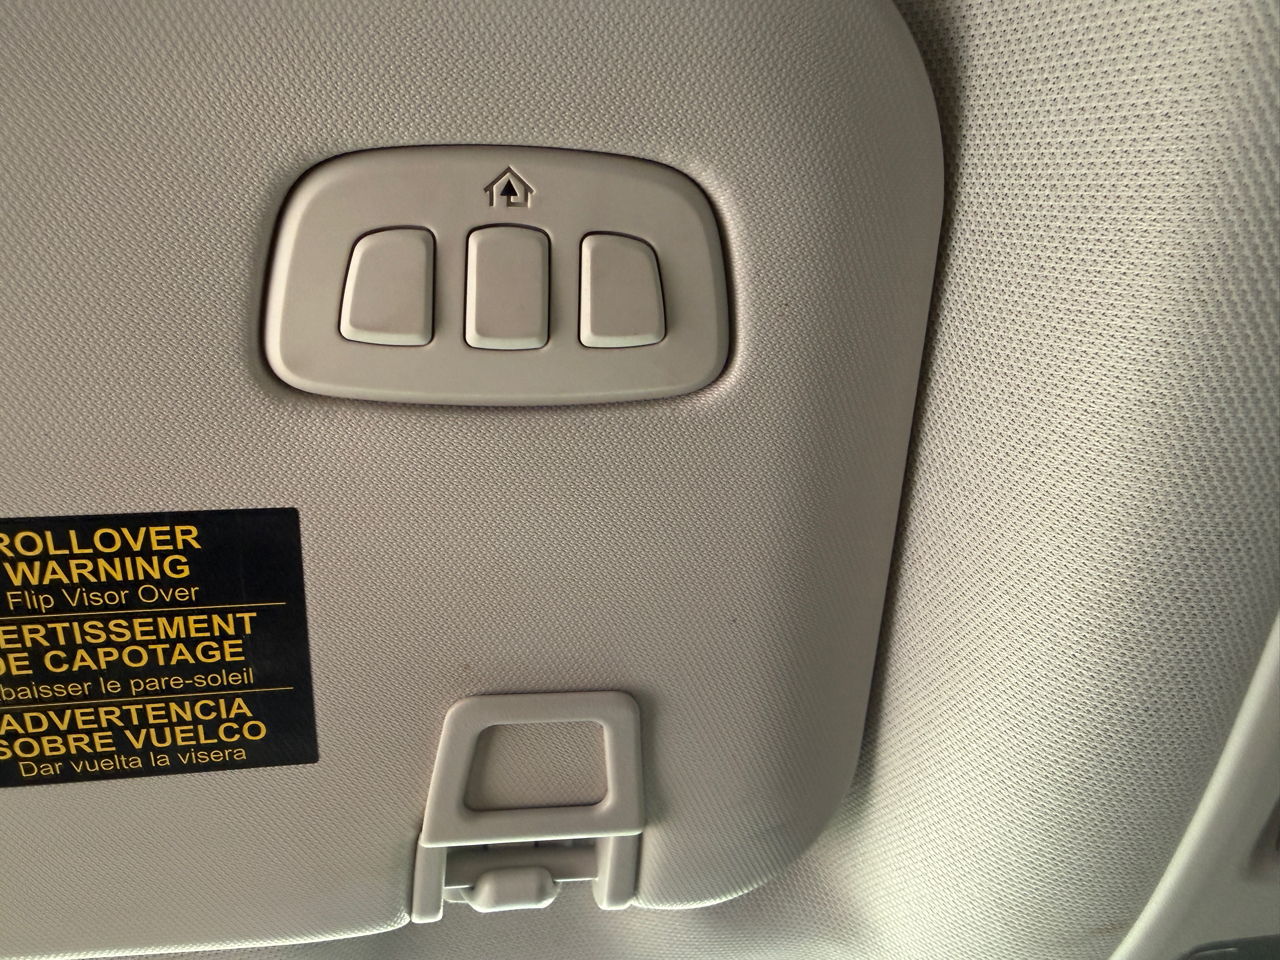 ROLLOVER
WARNING
Flip Visor Over
ERTISSEMENT
DE CAPOTAGE
baisser le pare-soleil
ADVERTENCIA
SOBRE VUELCO
Dar vuelta la visera